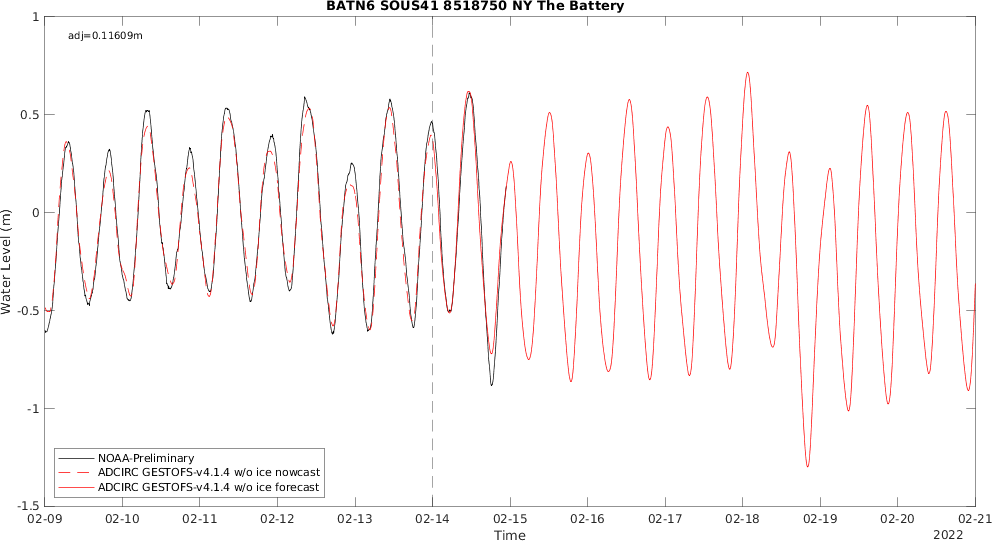 BATN6 SOUS41 8518750 NY The Battery
adj=0.11609m
1
0.5
0
-0.5
-1
-1.5
Water Level (m)
NOAA-Preliminary
ADCIRC GESTOFS-v4.1.4 w/o ice nowcast
ADCIRC GESTOFS-v4.1.4 w/o ice forecast
02-09 02-10 02-11 02-12 02-13 02-14 02-15 02-16 02-17 02-18 02-19 02-20 02-21
Time
2022